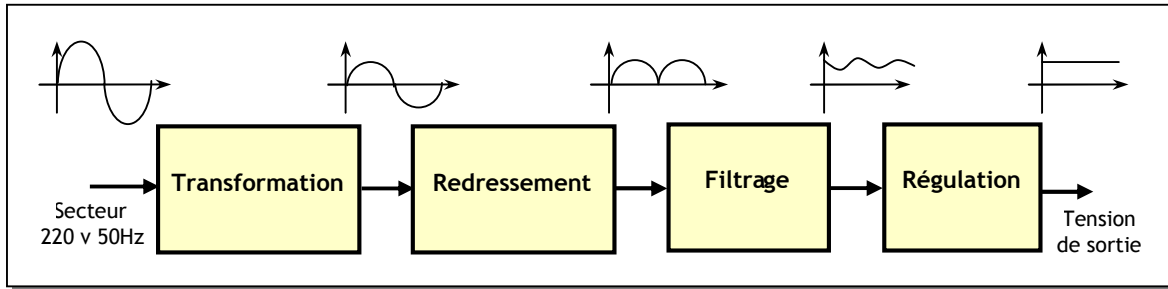 Transformation
Redressement
Filtrage
Régulation
Secteur
220 v 50Hz
Tension
de sortie